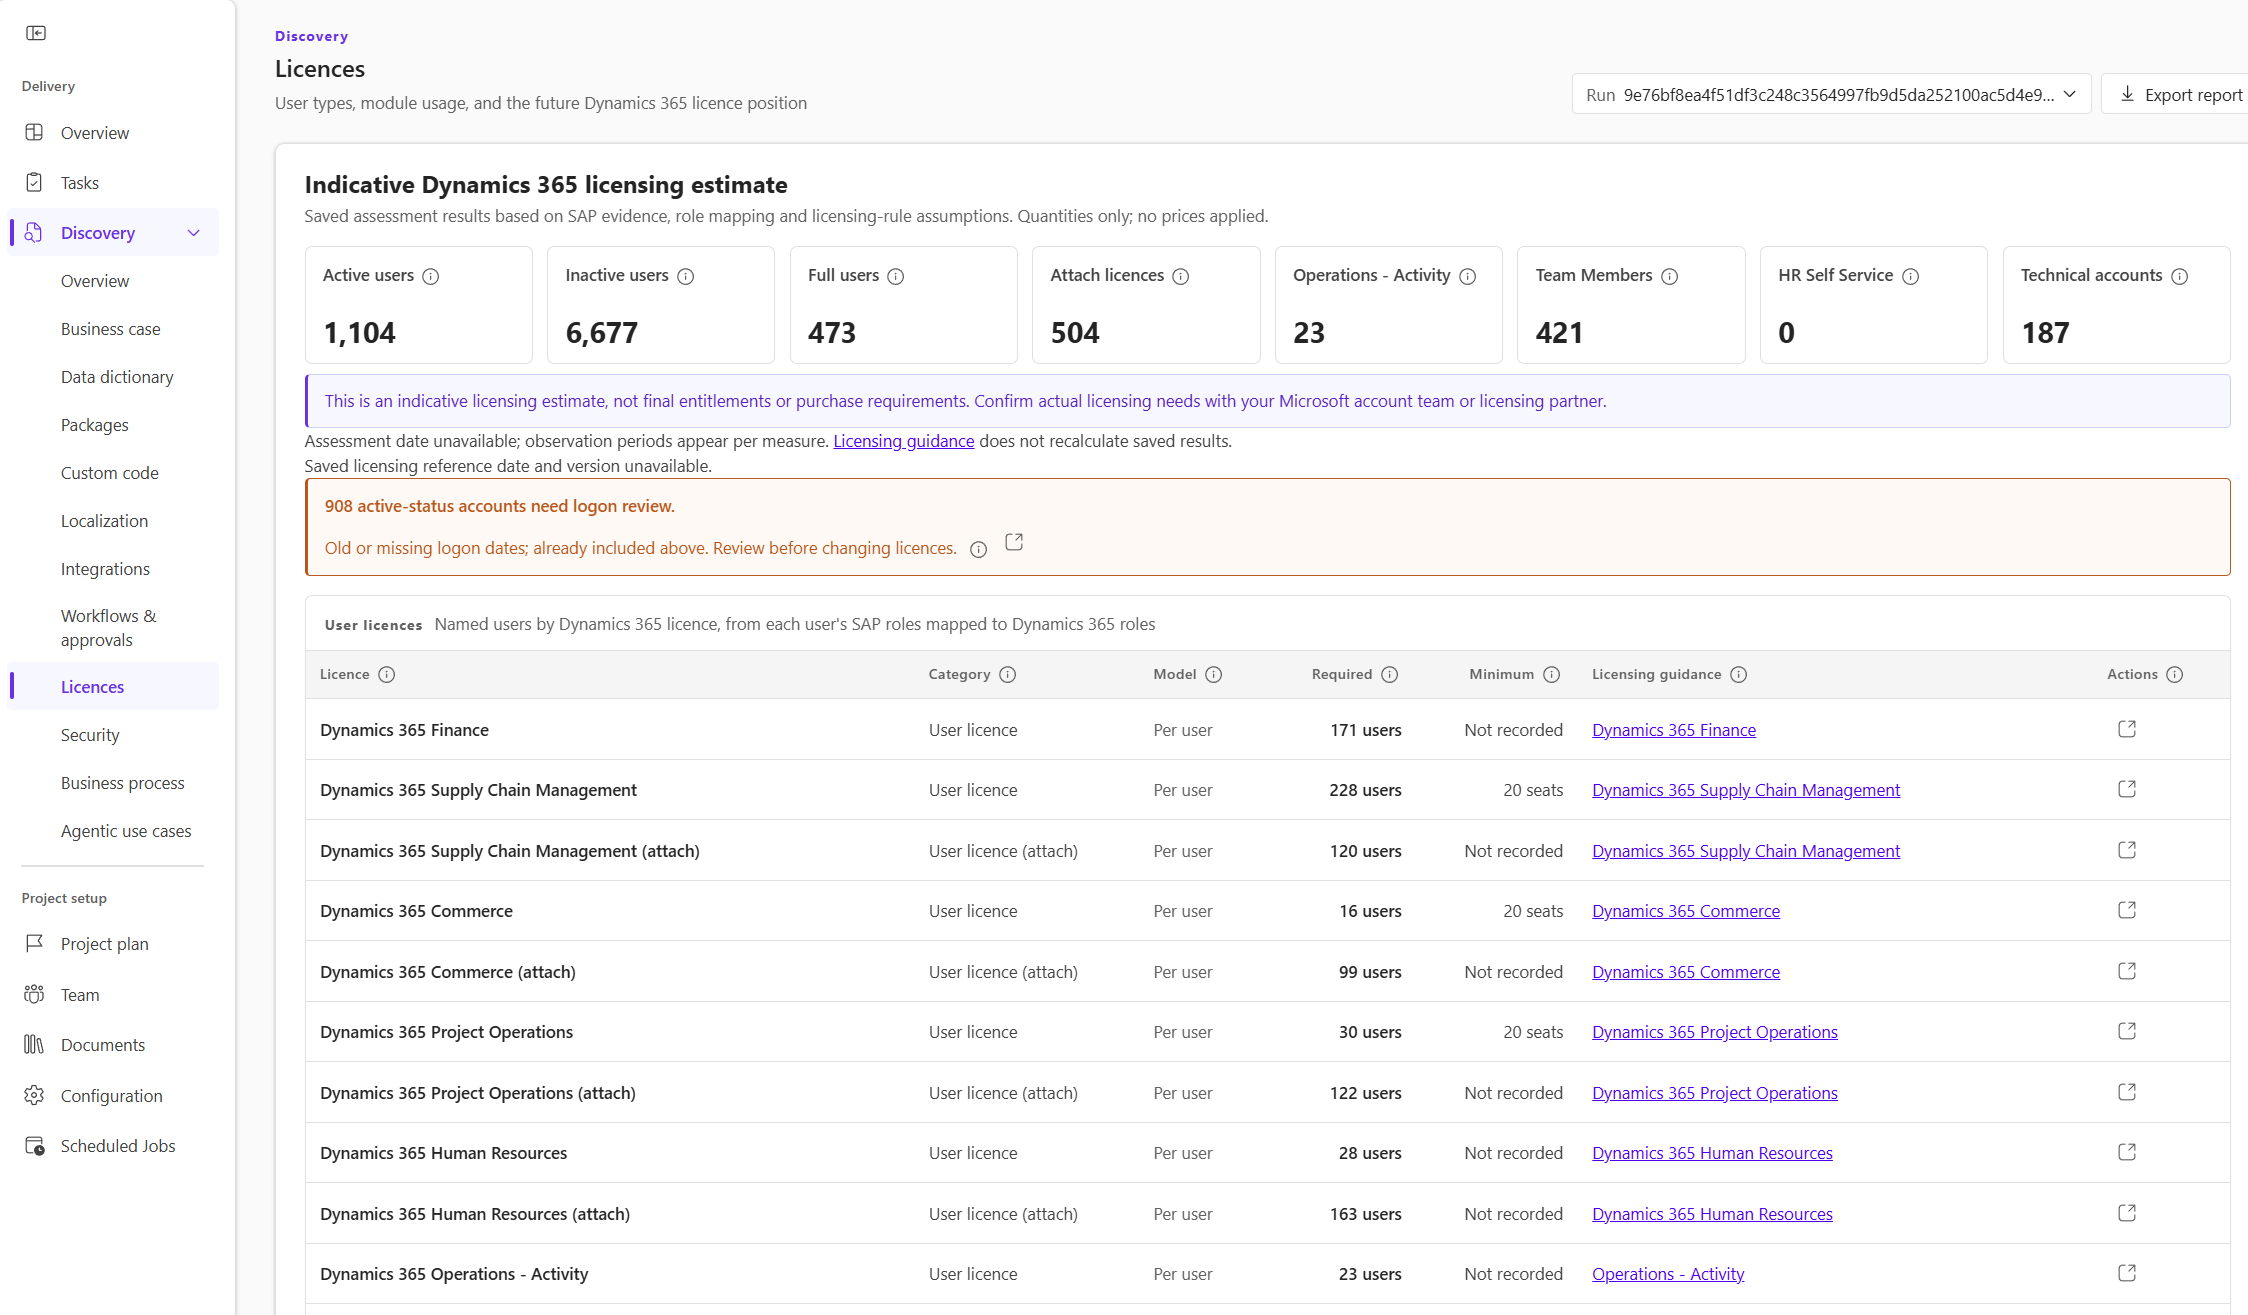 Delivery
Overview
Tasks
Discovery
Overview
Business case
Data dictionary
Packages
Custom code
Localization
Integrations
Workflows &
approvals
Licences
Security
Business process
Agentic use cases
Project setup
Project plan
Team
Documents
Configuration
Scheduled Jobs
Discovery
Licences
User types, module usage, and the future Dynamics 365 licence position
Run 9e76bf8ea4f51df3c248c3564997fb9d5da252100ac5d4e9...
Export report
Indicative Dynamics 365 licensing estimate
Saved assessment results based on SAP evidence, role mapping and licensing-rule assumptions. Quantities only; no prices applied.
Active users
1,104
Inactive users
6,677
Full users
473
Attach licences
504
Operations - Activity
23
Team Members
421
HR Self Service
0
Technical accounts
187
This is an indicative licensing estimate, not final entitlements or purchase requirements. Confirm actual licensing needs with your Microsoft account team or licensing partner.
Assessment date unavailable; observation periods appear per measure. Licensing guidance does not recalculate saved results.
Saved licensing reference date and version unavailable.
908 active-status accounts need logon review.
Old or missing logon dates; already included above. Review before changing licences.
User licences Named users by Dynamics 365 licence, from each user's SAP roles mapped to Dynamics 365 roles
Licence Category Model Required Minimum Licensing guidance Actions
Dynamics 365 Finance User licence Per user 171 users Not recorded Dynamics 365 Finance
Dynamics 365 Supply Chain Management User licence Per user 228 users 20 seats Dynamics 365 Supply Chain Management
Dynamics 365 Supply Chain Management (attach) User licence (attach) Per user 120 users Not recorded Dynamics 365 Supply Chain Management
Dynamics 365 Commerce User licence Per user 16 users 20 seats Dynamics 365 Commerce
Dynamics 365 Commerce (attach) User licence (attach) Per user 99 users Not recorded Dynamics 365 Commerce
Dynamics 365 Project Operations User licence Per user 30 users 20 seats Dynamics 365 Project Operations
Dynamics 365 Project Operations (attach) User licence (attach) Per user 122 users Not recorded Dynamics 365 Project Operations
Dynamics 365 Human Resources User licence Per user 28 users Not recorded Dynamics 365 Human Resources
Dynamics 365 Human Resources (attach) User licence (attach) Per user 163 users Not recorded Dynamics 365 Human Resources
Dynamics 365 Operations - Activity User licence Per user 23 users Not recorded Operations - Activity